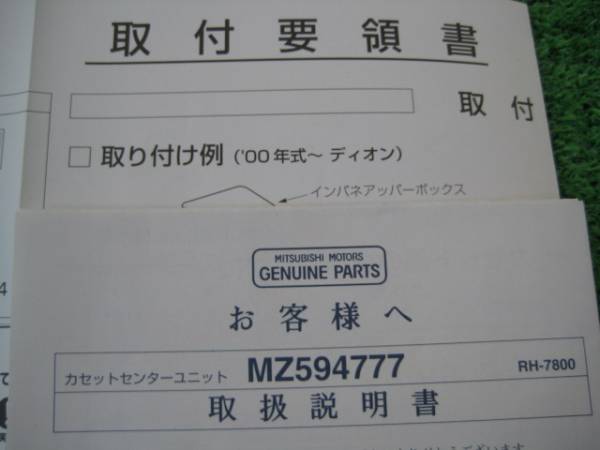 取付要領書
取付
□ 取り付け例 ('00年式～ ディオン)
インパネアッパーボックス
MITSUBISHI MOTORS
GENUINE PARTS
お客様へ
カセットセンターユニット MZ594777 RH-7800
取扱説明書
4
て
実